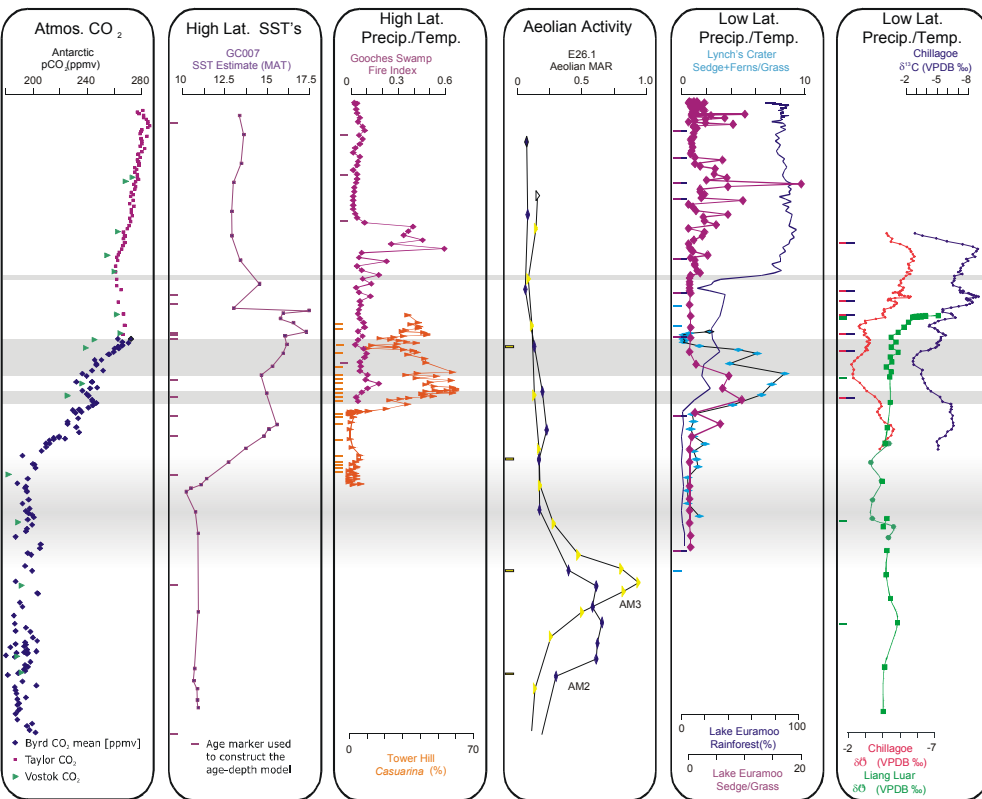 Atmos. CO 2
Antarctic
pCO2(ppmv)
200 240 280
Byrd CO2 mean [ppmv]
Taylor CO2
Vostok CO2
High Lat. SST's
GC007
SST Estimate (MAT)
10 12.5 15 17.5
Age marker used
to construct the
age-depth model
High Lat.
Precip./Temp.
Gooches Swamp
Fire Index
0 0.3 0.6
0 70
Tower Hill
Casuarina (%)
Aeolian Activity
E26.1
Aeolian MAR
0 0.5 1.0
AM3
AM2
Low Lat.
Precip./Temp.
Lynch's Crater
Sedge+Ferns/Grass
0 10
0 100
Lake Euramoo
Rainforest(%)
0 20
Lake Euramoo
Sedge/Grass
Low Lat.
Precip./Temp.
Chillagoe
δ13C (VPDB ‰)
-2 -5 -8
-2 -7
Chillagoe
(VPDB ‰)
Liang Luar
(VPDB ‰)